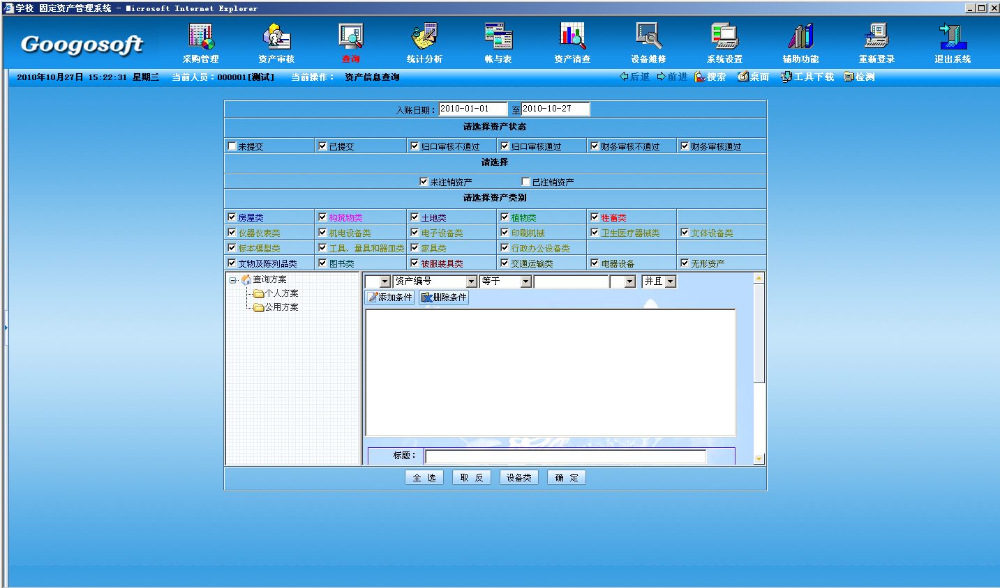 学校 固定资产管理系统 - Microsoft Internet Explorer
Googosoft
采购管理 资产审核 查询 统计分析 帐与表 资产清查 设备维修 系统设置 辅助功能 重新登录 退出系统
2010年10月27日 15:22:31 星期三 当前人员：000001[测试] 当前操作： 资产信息查询 后退 前进 搜索 桌面 工具下载 检测
入账日期：2010-01-01 至 2010-10-27
请选择资产状态
未提交 已提交 归口审核不通过 归口审核通过 财务审核不通过 财务审核通过
请选择
未注销资产 已注销资产
请选择资产类别
房屋类 构筑物类 土地类 植物类 牲畜类
仪器仪表类 机电设备类 电子设备类 印刷机械 卫生医疗器械类 文体设备类
标本模型类 工具、量具和器皿类 家具类 行政办公设备类
文物及陈列品类 图书类 被服装具类 交通运输类 电器设备 无形资产
查询方案
个人方案
公用方案
资产编号 等于 并且
添加条件 删除条件
标题：
全 选 取 反 设备类 确 定